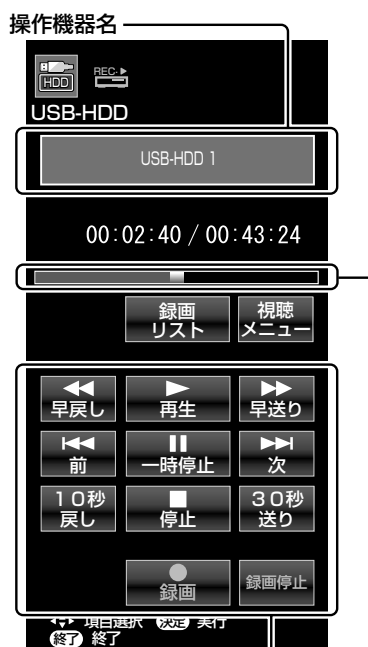 操作機器名
HDD REC
USB-HDD
USB-HDD 1
00:02:40 / 00:43:24
録画リスト 視聴メニュー
早戻し 再生 早送り
前 一時停止 次
10秒戻し 停止 30秒送り
録画 録画停止
項目選択 決定 実行
終了 終了